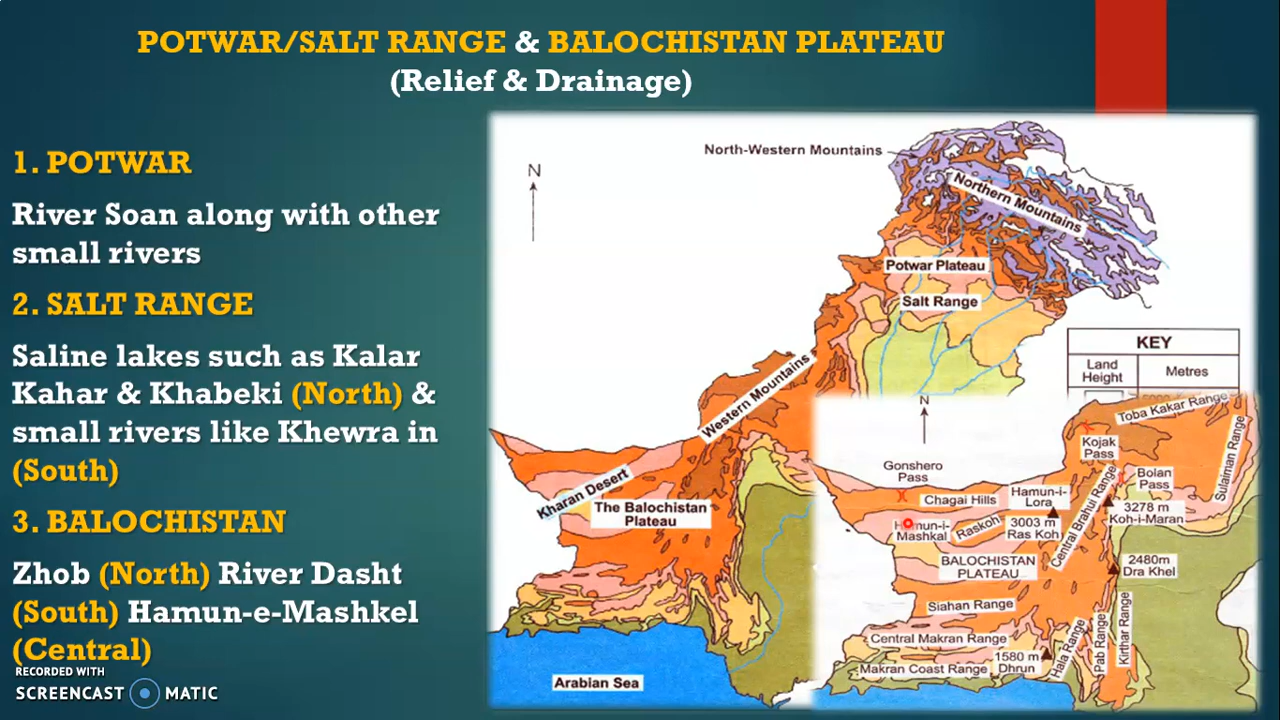 POTWAR/SALT RANGE & BALOCHISTAN PLATEAU
(Relief & Drainage)
1. POTWAR
River Soan along with other
small rivers
2. SALT RANGE
Saline lakes such as Kalar
Kahar & Khabeki (North) &
small rivers like Khewra in
(South)
3. BALOCHISTAN
Zhob (North) River Dasht
(South) Hamun-e-Mashkel
(Central)
RECORDED WITH
SCREENCAST MATIC
North-Western Mountains
N
Northern Mountains
Potwar Plateau
Salt Range
Western Mountains
Kharan Desert
The Balochistan
Plateau
Arabian Sea
KEY
Land
Height
Metres
N
Toba Kakar Range
Kojak
Pass
Sulaiman Range
Gonshero
Pass
Bolan
Pass
Chagai Hills
Hamun-i-
Lora
Central Brahui Range
3278 m
Koh-i-Maran
Hamun-i-
Mashkal
Raskoh
3003 m
Ras Koh
BALOCHISTAN
PLATEAU
2480m
Dra Khel
Siahan Range
Central Makran Range
Makran Coast Range
1580 m
Dhrun
Hala Range
Pab Range
Kirthar Range